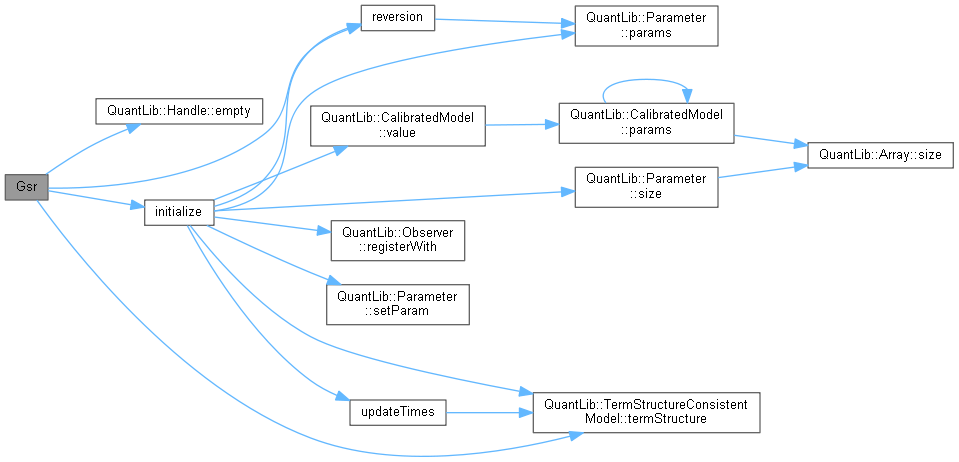 reversion
QuantLib::Parameter
::params
QuantLib::Handle::empty
QuantLib::CalibratedModel
::value
QuantLib::CalibratedModel
::params
QuantLib::Array::size
Gsr
QuantLib::Parameter
::size
initialize
QuantLib::Observer
::registerWith
QuantLib::Parameter
::setParam
updateTimes
QuantLib::TermStructureConsistent
Model::termStructure